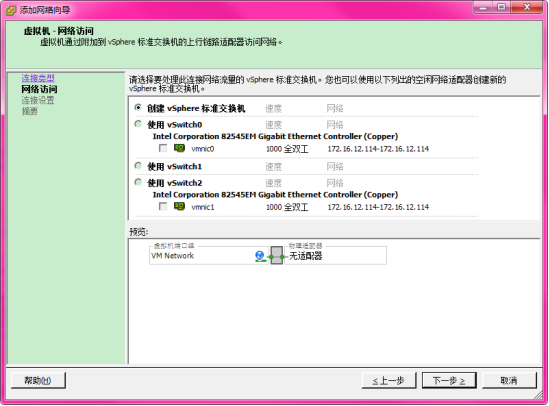 添加网络向导
虚拟机 - 网络访问
虚拟机通过附加到 vSphere 标准交换机的上行链路适配器访问网络。
连接类型
网络访问
连接设置
摘要
请选择要处理此连接网络流量的 vSphere 标准交换机。您也可以使用以下列出的空闲网络适配器创建新的
vSphere 标准交换机。
创建 vSphere 标准交换机 速度 网络
使用 vSwitch0 速度 网络
Intel Corporation 82545EM Gigabit Ethernet Controller (Copper)
vmnic0 1000 全双工 172.16.12.114-172.16.12.114
使用 vSwitch1 速度 网络
使用 vSwitch2 速度 网络
Intel Corporation 82545EM Gigabit Ethernet Controller (Copper)
vmnic1 1000 全双工 172.16.12.114-172.16.12.114
预览:
虚拟机端口组 物理适配器
VM Network 无适配器
帮助(H) ≤上一步 下一步 ≥ 取消